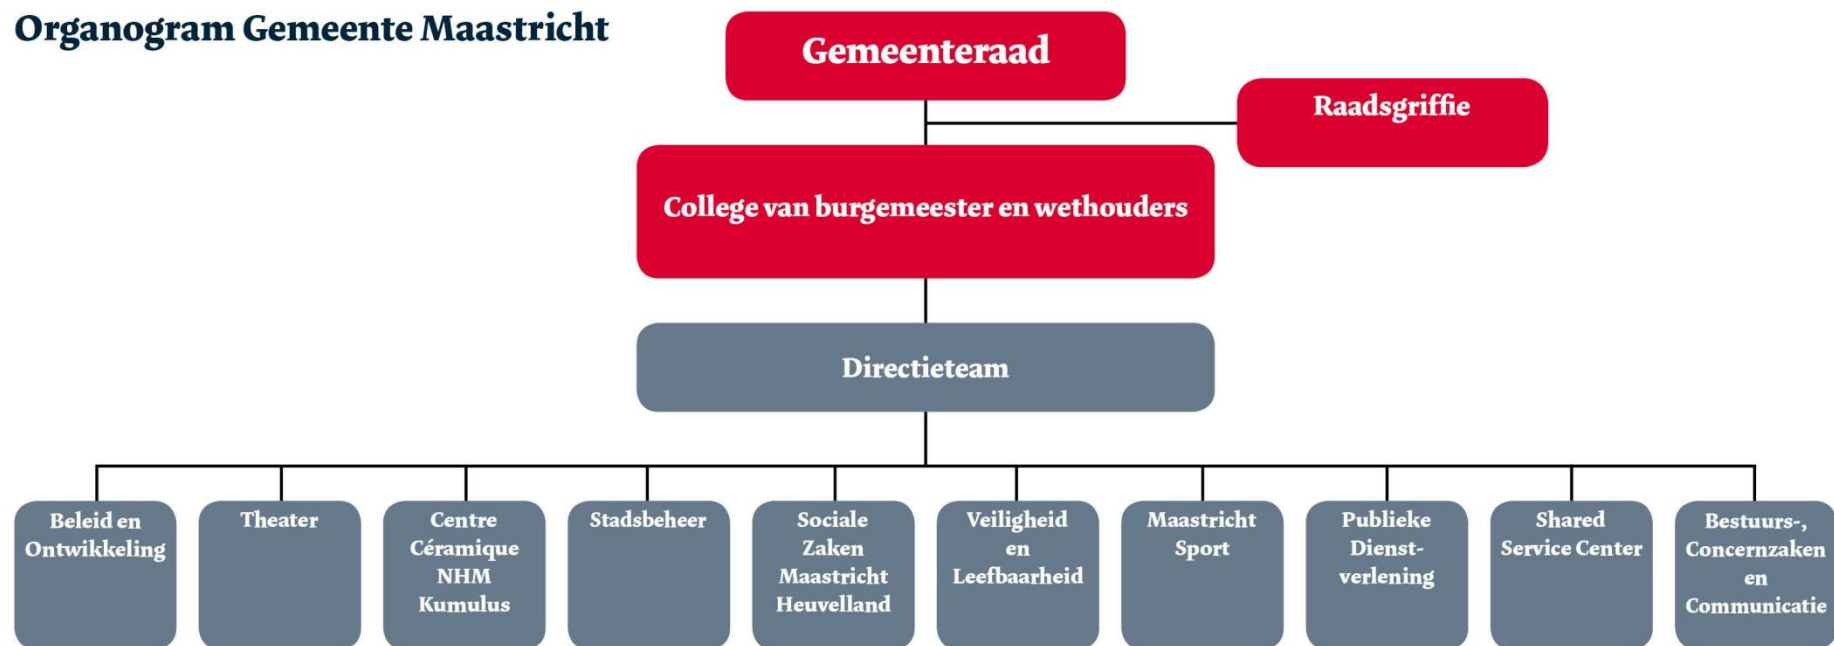 Organogram Gemeente Maastricht
Gemeenteraad
Raadsgriffie
College van burgemeester en wethouders
Directieteam
Beleid en
Ontwikkeling
Theater
Centre
Céramique
NHM
Kumulus
Stadsbeheer
Sociale
Zaken
Maastricht
Heuvelland
Veiligheid
en
Leefbaarheid
Maastricht
Sport
Publieke
Dienst-
verlening
Shared
Service Center
Bestuurs-,
Concernzaken
en
Communicatie